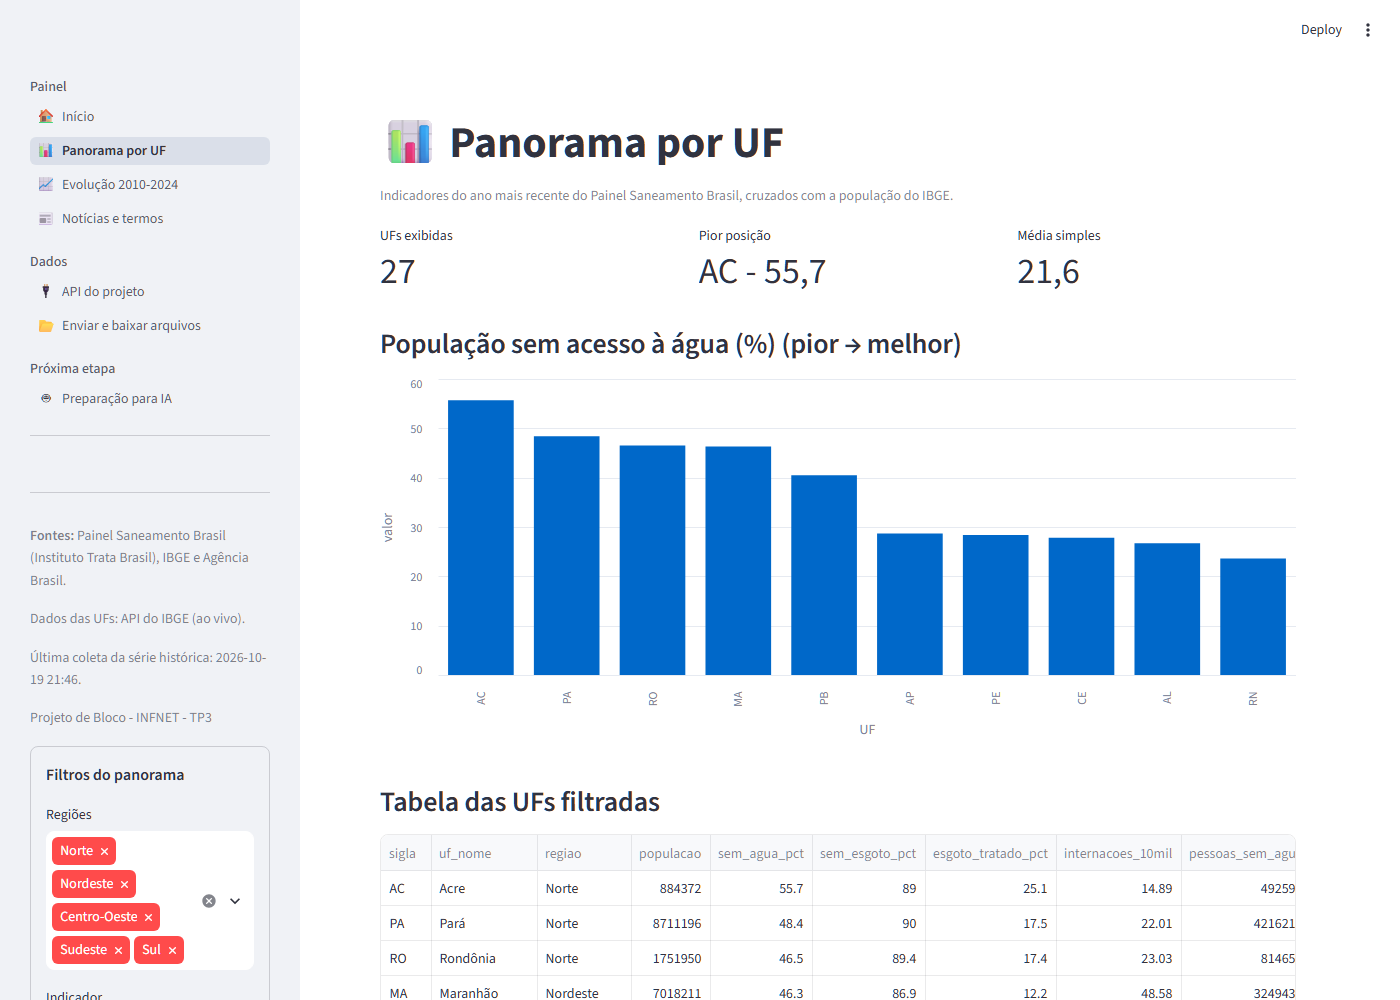 Deploy
Painel
Início
Panorama por UF
Evolução 2010-2024
Notícias e termos
Dados
API do projeto
Enviar e baixar arquivos
Próxima etapa
Preparação para IA
Fontes: Painel Saneamento Brasil
(Instituto Trata Brasil), IBGE e Agência
Brasil.
Dados das UFs: API do IBGE (ao vivo).
Última coleta da série histórica: 2026-10-
19 21:46.
Projeto de Bloco - INFNET - TP3
Filtros do panorama
Regiões
Norte ×
Nordeste ×
Centro-Oeste ×
Sudeste × Sul ×
Indicador
Panorama por UF
Indicadores do ano mais recente do Painel Saneamento Brasil, cruzados com a população do IBGE.
UFs exibidas Pior posição Média simples
27 AC - 55,7 21,6
População sem acesso à água (%) (pior → melhor)
60
50
40
30
20
10
0
valor
AC PA RO MA PB AP PE CE AL RN
UF
Tabela das UFs filtradas
sigla uf_nome regiao populacao sem_agua_pct sem_esgoto_pct esgoto_tratado_pct internacoes_10mil pessoas_sem_agu
AC Acre Norte 884372 55.7 89 25.1 14.89 49259
PA Pará Norte 8711196 48.4 90 17.5 22.01 421621
RO Rondônia Norte 1751950 46.5 89.4 17.4 23.03 81465
MA Maranhão Nordeste 7018211 46.3 86.9 12.2 48.58 324943